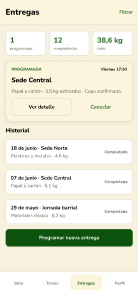 Entregas
Filtrar
1
programada
12
completadas
38,6 kg
total
PROGRAMADA
Viernes 17:30
Sede Central
Papel y cartón · 3,5 kg estimados · Cupo confirmado
Ver detalle
Cancelar
Historial
18 de junio · Sede Norte
Plásticos y metales · 4,8 kg
Completada
07 de junio · Sede Central
Papel y cartón · 6,1 kg
Completada
29 de mayo · Jornada barrial
Materiales mixtos · 8,3 kg
Completada
Programar nueva entrega
Inicio
Tareas
Entregas
Perfil